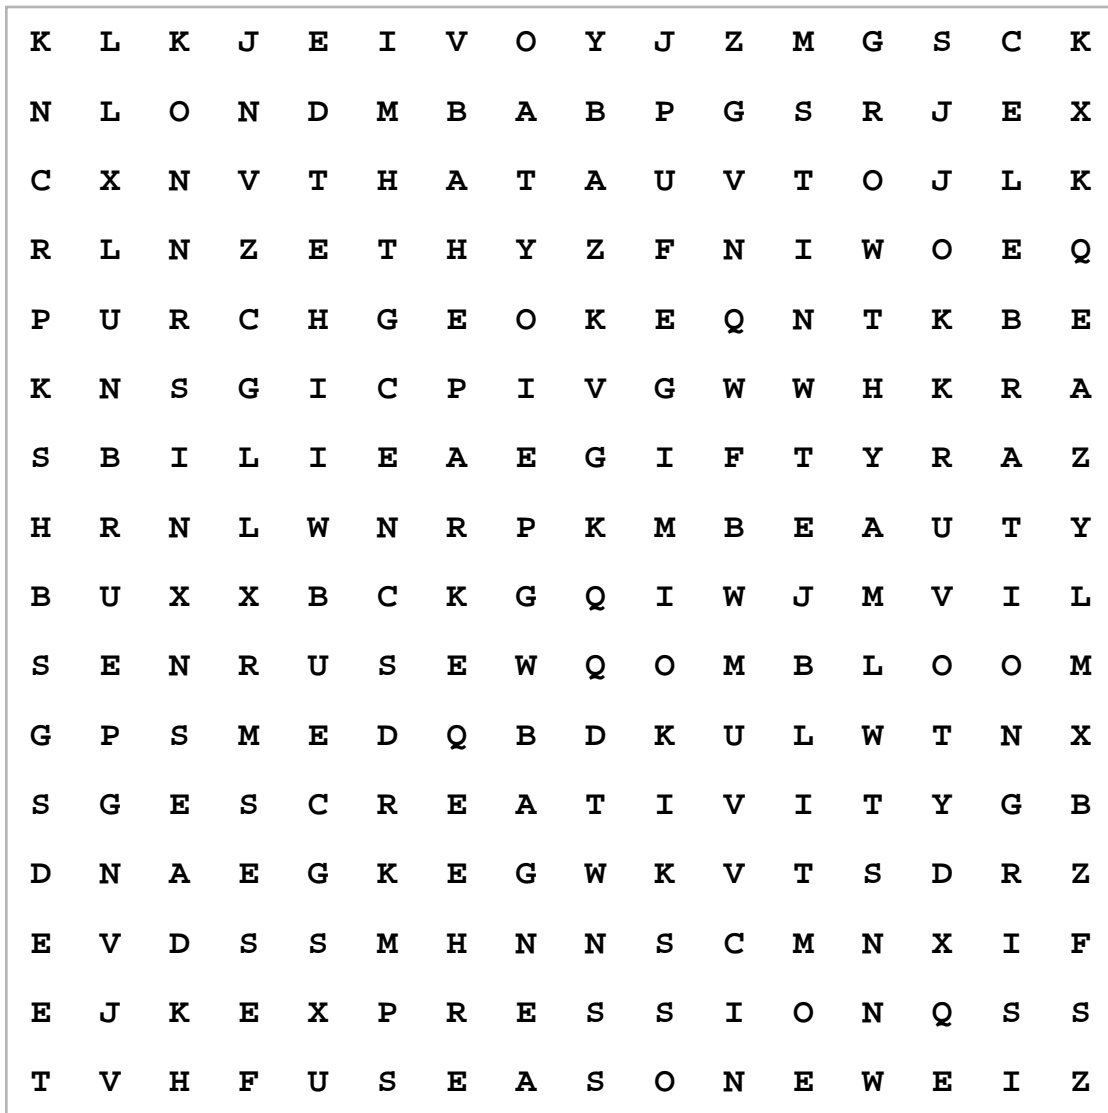 K L K J E I V O Y J Z M G S C K
N L O N D M B A B P G S R J E X
C X N V T H A T A U V T O J L K
R L N Z E T H Y Z F N I W O E Q
P U R C H G E O K E Q N T K B E
K N S G I C P I V G W W H K R A
S B I L I E A E G I F T Y R A Z
H R N L W N R P K M B E A U T Y
B U X X B C K G Q I W J M V I L
S E N R U S E W Q O M B L O O M
G P S M E D Q B D K U L W T N X
S G E S C R E A T I V I T Y G B
D N A E G K E G W K V T S D R Z
E V D S S M H N N S C M N X I F
E J K E X P R E S S I O N Q S S
T V H F U S E A S O N E W E I Z